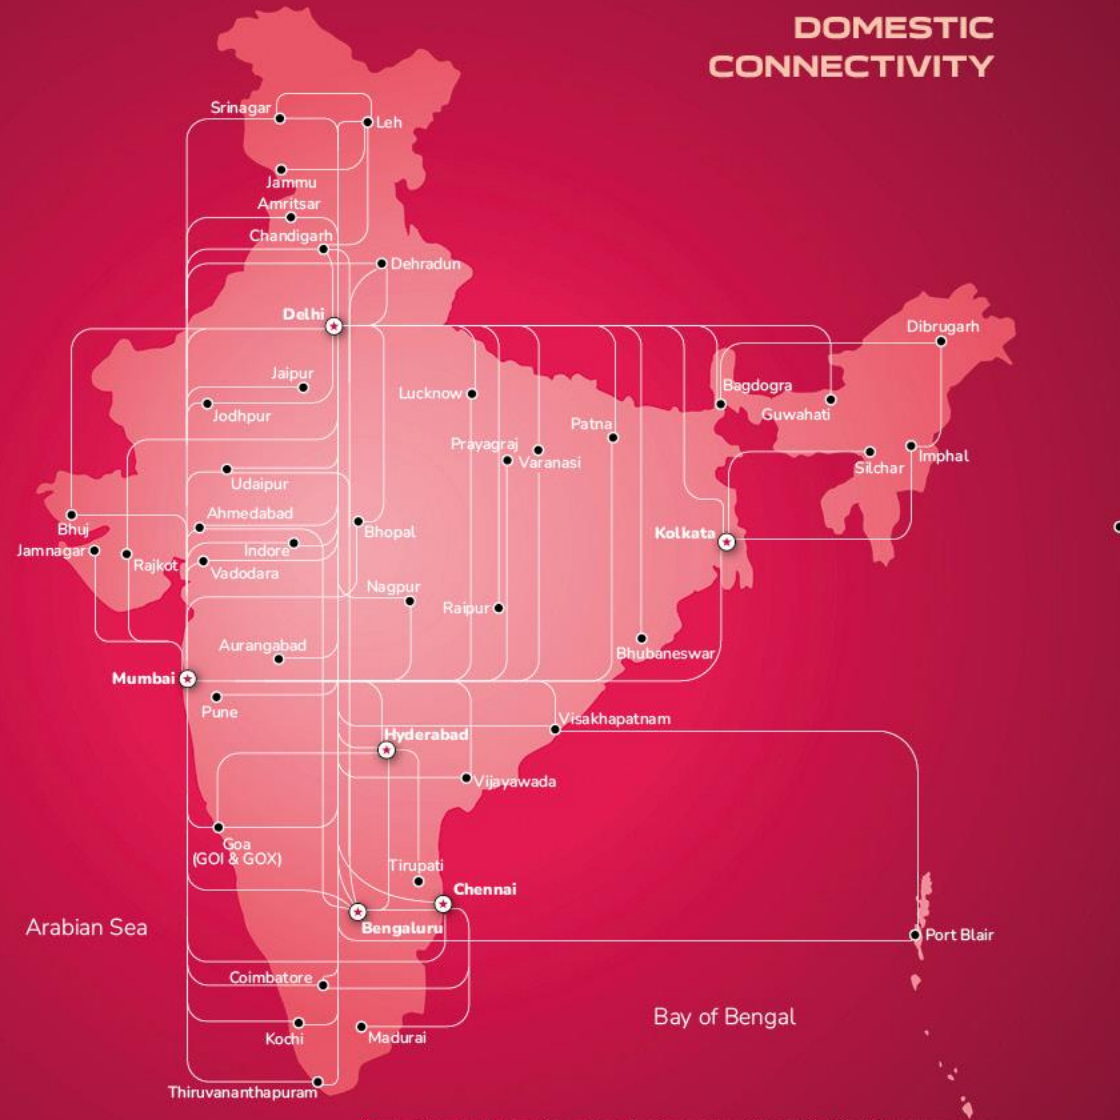 DOMESTIC
CONNECTIVITY
Srinagar
Leh
Jammu
Amritsar
Chandigarh
Dehradun
Delhi
Dibrugarh
Jaipur
Bagdogra
Lucknow
Jodhpur
Guwahati
Patna
Prayagraj
Imphal
Varanasi
Silchar
Udaipur
Ahmedabad
Bhuj
Bhopal
Kolkata
Jamnagar
Indore
Rajkot
Vadodara
Nagpur
Raipur
Aurangabad
Bhubaneswar
Mumbai
Pune
Visakhapatnam
Hyderabad
Vijayawada
Goa
(GOI & GOX)
Tirupati
Chennai
Arabian Sea
Bengaluru
Port Blair
Coimbatore
Bay of Bengal
Kochi
Madurai
Thiruvananthapuram